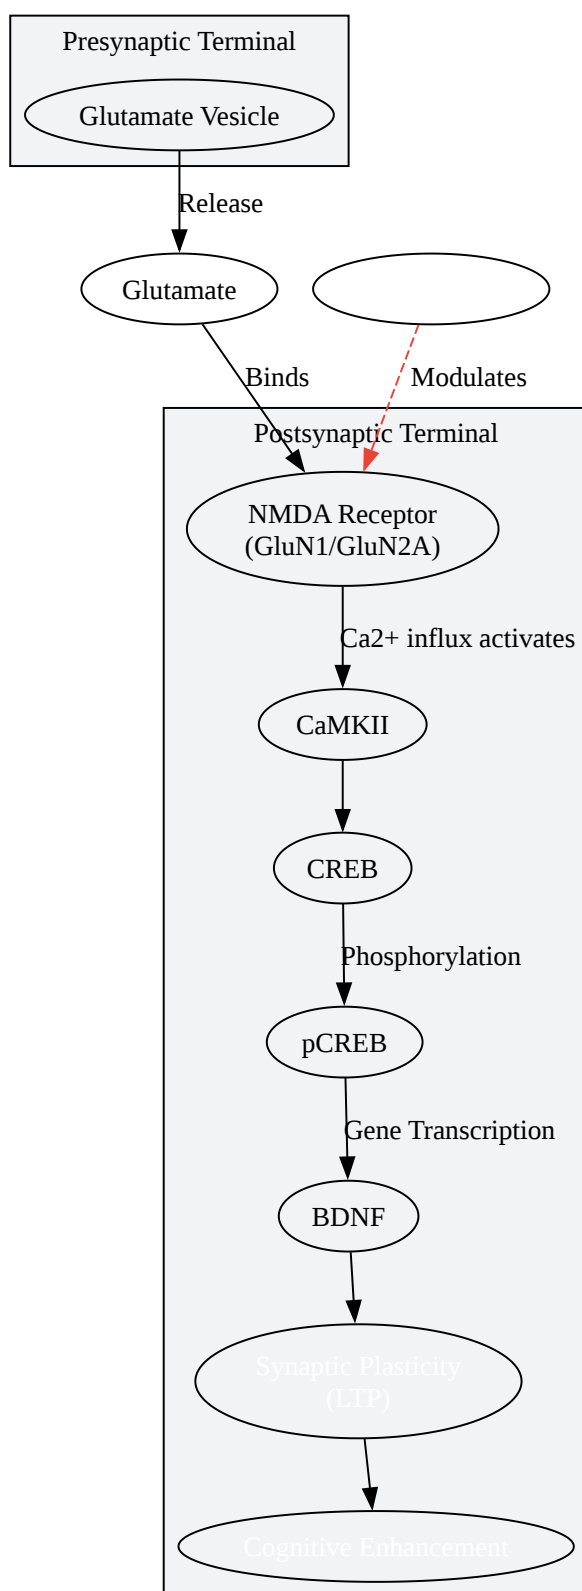 Presynaptic Terminal
Glutamate Vesicle
Release
Glutamate
Binds
Modulates
Postsynaptic Terminal
NMDA Receptor
(GluN1/GluN2A)
Ca2+ influx activates
CaMKII
CREB
Phosphorylation
pCREB
Gene Transcription
BDNF
Synaptic Plasticity
(LTP)
Cognitive Enhancement